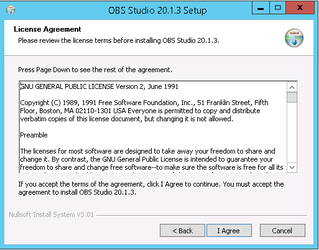 OBS Studio 20.1.3 Setup
License Agreement
Please review the license terms before installing OBS Studio 20.1.3.
Press Page Down to see the rest of the agreement.
GNU GENERAL PUBLIC LICENSE Version 2, June 1991
Copyright (C) 1989, 1991 Free Software Foundation, Inc., 51 Franklin Street, Fifth
Floor, Boston, MA 02110-1301 USA Everyone is permitted to copy and distribute
verbatim copies of this license document, but changing it is not allowed.
Preamble
The licenses for most software are designed to take away your freedom to share and
change it. By contrast, the GNU General Public License is intended to guarantee your
freedom to share and change free software--to make sure the software is free for all its
If you accept the terms of the agreement, click I Agree to continue. You must accept the
agreement to install OBS Studio 20.1.3.
Nullsoft Install System v3.01
< Back
I Agree
Cancel